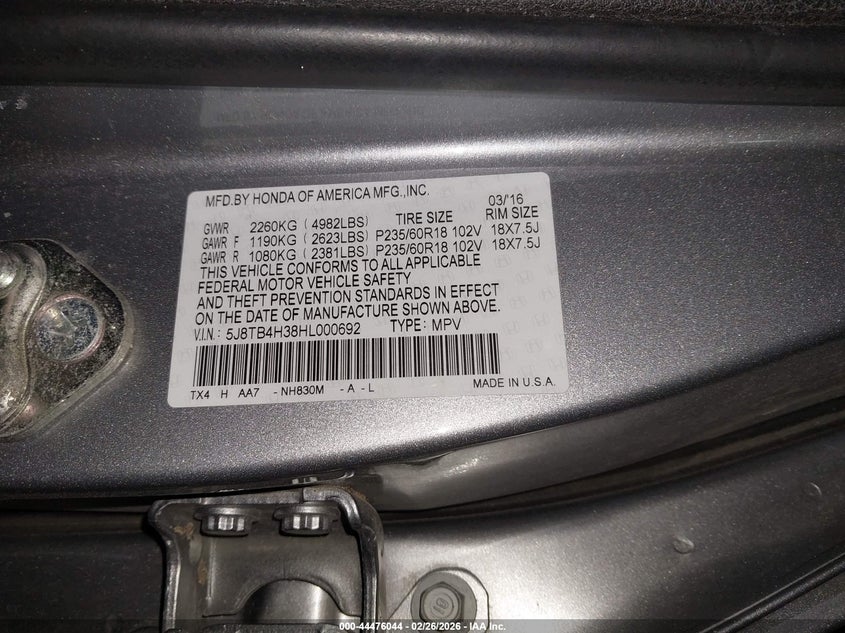 MFD.BY HONDA OF AMERICA MFG.,INC. 03/'16
GVWR 2260KG ( 4982LBS) TIRE SIZE RIM SIZE
GAWR F 1190KG ( 2623LBS) P235/60R18 102V 18X7.5J
GAWR R 1080KG ( 2381LBS) P235/60R18 102V 18X7.5J
THIS VEHICLE CONFORMS TO ALL APPLICABLE
FEDERAL MOTOR VEHICLE SAFETY
AND THEFT PREVENTION STANDARDS IN EFFECT
ON THE DATE OF MANUFACTURE SHOWN ABOVE.
V.I.N.: 5J8TB4H38HL000692 TYPE: MPV
TX4 H AA7 -NH830M -A -L MADE IN U.S.A.
000-44476044 - 02/26/2026 - IAA Inc.